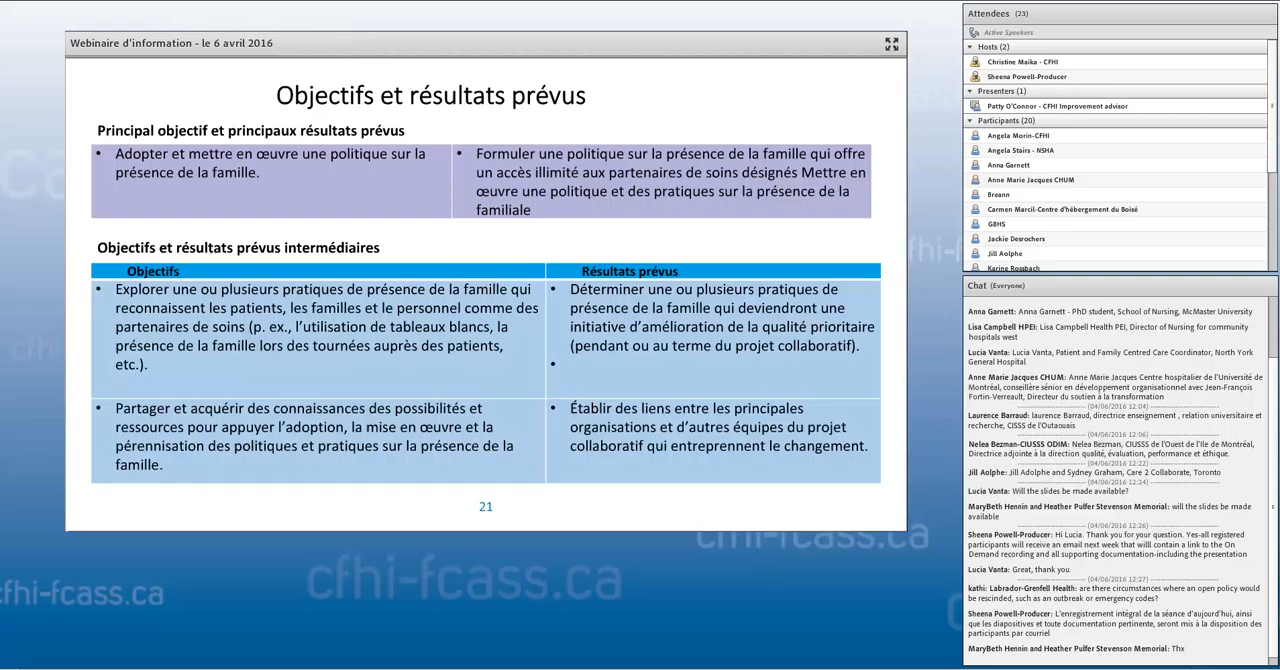 Webinaire d'information - le 6 avril 2016
Objectifs et résultats prévus
Principal objectif et principaux résultats prévus
• Adopter et mettre en œuvre une politique sur la
présence de la famille.
• Formuler une politique sur la présence de la famille qui offre
un accès illimité aux partenaires de soins désignés Mettre en
œuvre une politique et des pratiques sur la présence de la
familiale
Objectifs et résultats prévus intermédiaires
Objectifs
Résultats prévus
• Explorer une ou plusieurs pratiques de présence de la famille qui
reconnaissent les patients, les familles et le personnel comme des
partenaires de soins (p. ex., l'utilisation de tableaux blancs, la
présence de la famille lors des tournées auprès des patients,
etc.).
• Déterminer une ou plusieurs pratiques de
présence de la famille qui deviendront une
initiative d'amélioration de la qualité prioritaire
(pendant ou au terme du projet collaboratif).
•
• Partager et acquérir des connaissances des possibilités et
ressources pour appuyer l'adoption, la mise en œuvre et la
pérennisation des politiques et pratiques sur la présence de la
famille.
• Établir des liens entre les principales
organisations et d'autres équipes du projet
collaboratif qui entreprennent le changement.
21
cfhi-fcass.ca
cfhi-fcass.ca
fhi-fcass.ca
Attendees (23)
Active Speakers
Hosts (2)
Christine Maika - CFHI
Sheena Powell-Producer
Presenters (1)
Patty O'Connor - CFHI Improvement advisor
Participants (20)
Angela Morin-CFHI
Angela Stairs - NSHA
Anna Garnett
Anne Marie Jacques CHUM
Breann
Carmen Marcil-Centre d'hébergement du Boisé
GBHS
Jackie Desrochers
Jill Aolphe
Karine Rossbach
Chat (Everyone)
Anna Garnett: Anna Garnett - PhD student, School of Nursing, McMaster University
Lisa Campbell HPEI: Lisa Campbell Health PEI, Director of Nursing for community
hospitals west
Lucia Vanta: Lucia Vanta, Patient and Family Centred Care Coordinator, North York
General Hospital
Anne Marie Jacques CHUM: Anne Marie Jacques Centre hospitalier de l'Université de
Montréal, conseillère sénior en développement organisationnel avec Jean-François
Fortin-Verreault, Directeur du soutien à la transformation
(04/06/2016 12:04)
Laurence Barraud: laurence Barraud, directrice enseignement , relation universitaire et
recherche, CISSS de l'Outaouais
(04/06/2016 12:06)
Nelea Bezman-CIUSSS ODIM: Nelea Bezman, CIUSSS de l'Ouest de l'Ile de Montréal,
Directrice adjointe à la direction qualité, évaluation, performance et éthique.
(04/06/2016 12:22)
Jill Aolphe: Jill Adolphe and Sydney Graham, Care 2 Collaborate, Toronto
(04/06/2016 12:24)
Lucia Vanta: Will the slides be made available?
MaryBeth Hennin and Heather Pulfer Stevenson Memorial: will the slides be made
available
(04/06/2016 12:26)
Sheena Powell-Producer: Hi Lucia. Thank you for your question. Yes-all registered
participants will receive an email next week that willl contain a link to the On
Demand recording and all supporting documentation-including the presentation
Lucia Vanta: Great, thank you.
(04/06/2016 12:27)
kathi: Labrador-Grenfell Health: are there circumstances where an open policy would
be rescinded, such as an outbreak or emergency codes?
Sheena Powell-Producer: L'enregistrement intégral de la séance d'aujourd'hui, ainsi
que les diapositives et toute documentation pertinente, seront mis à la disposition des
participants par courriel
MaryBeth Hennin and Heather Pulfer Stevenson Memorial: Thx